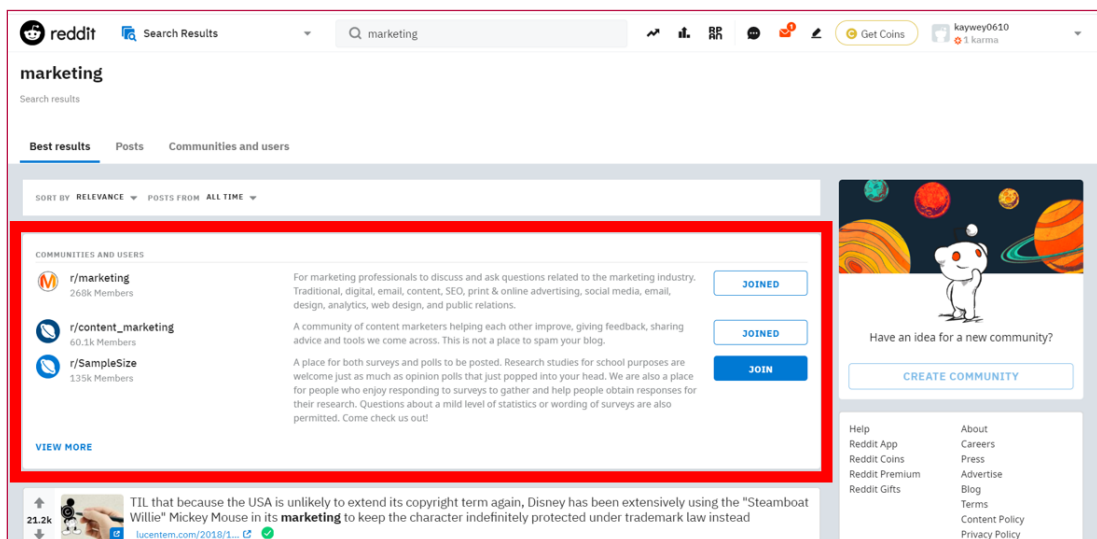 reddit
Search Results
marketing
1
Get Coins
kaywey0610
1 karma
marketing
Search results
Best results Posts Communities and users
SORT BY RELEVANCE POSTS FROM ALL TIME
COMMUNITIES AND USERS
r/marketing
268k Members
For marketing professionals to discuss and ask questions related to the marketing industry.
Traditional, digital, email, content, SEO, print & online advertising, social media, email,
design, analytics, web design, and public relations.
JOINED
r/content_marketing
60.1k Members
A community of content marketers helping each other improve, giving feedback, sharing
advice and tools we come across. This is not a place to spam your blog.
JOINED
r/SampleSize
135k Members
A place for both surveys and polls to be posted. Research studies for school purposes are
welcome just as much as opinion polls that just popped into your head. We are also a place
for people who enjoy responding to surveys to gather and help people obtain responses for
their research. Questions about a mild level of statistics or wording of surveys are also
permitted. Come check us out!
JOIN
VIEW MORE
21.2k
TIL that because the USA is unlikely to extend its copyright term again, Disney has been extensively using the "Steamboat
Willie" Mickey Mouse in its marketing to keep the character indefinitely protected under trademark law instead
lucentem.com/2018/1...
Have an idea for a new community?
CREATE COMMUNITY
Help
Reddit App
Reddit Coins
Reddit Premium
Reddit Gifts
About
Careers
Press
Advertise
Blog
Terms
Content Policy
Privacy Policy